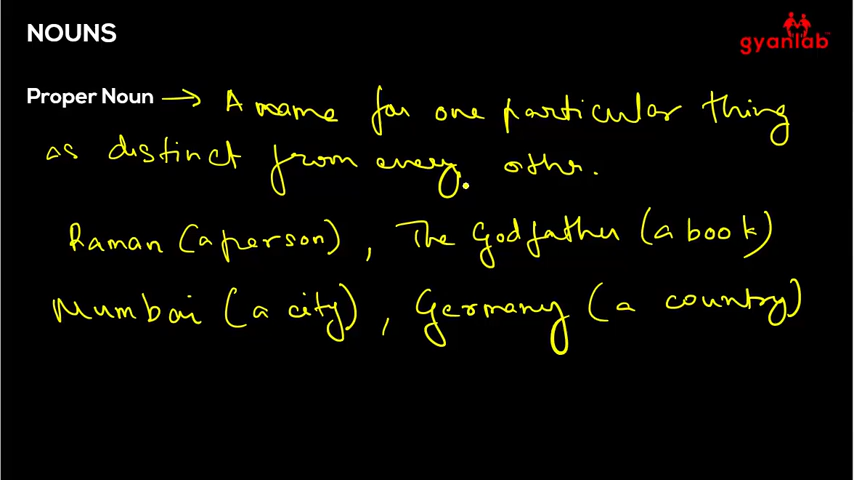 NOUNS
gyanlab
Proper Noun → A name for one particular thing
as distinct from every other.
Raman (a person), The Godfather (a book)
Mumbai (a city), Germany (a country)